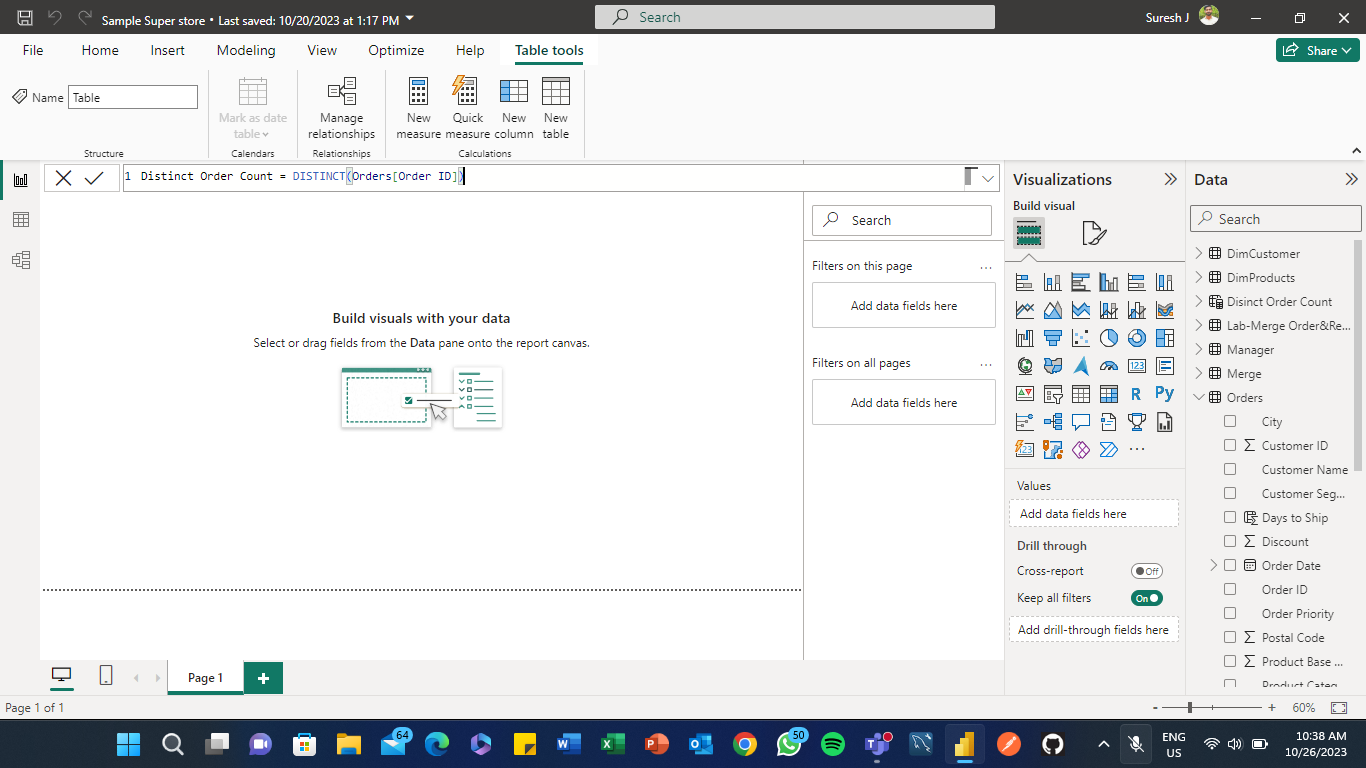 Sample Super store • Last saved: 10/20/2023 at 1:17 PM
Search
Suresh J
File
Home
Insert
Modeling
View
Optimize
Help
Table tools
Share
Name
Table
Mark as date
table
Manage
relationships
New
measure
Quick
measure
New
column
New
table
Structure
Calendars
Relationships
Calculations
1 Distinct Order Count = DISTINCT(Orders[Order ID])
Build visuals with your data
Select or drag fields from the Data pane onto the report canvas.
Search
Filters on this page
...
Add data fields here
Filters on all pages
...
Add data fields here
Visualizations
Build visual
123
R
Py
123
...
Values
Add data fields here
Drill through
Cross-report
Off
Keep all filters
On
Add drill-through fields here
Data
Search
DimCustomer
DimProducts
Disinct Order Count
Lab-Merge Order&Re...
Manager
Merge
Orders
City
Customer ID
Customer Name
Customer Seg...
Days to Ship
Discount
Order Date
Order ID
Order Priority
Postal Code
Product Base ...
Product Categ
Page 1
+
Page 1 of 1
- + 60%
64
50
ENG
US
10:38 AM
10/26/2023